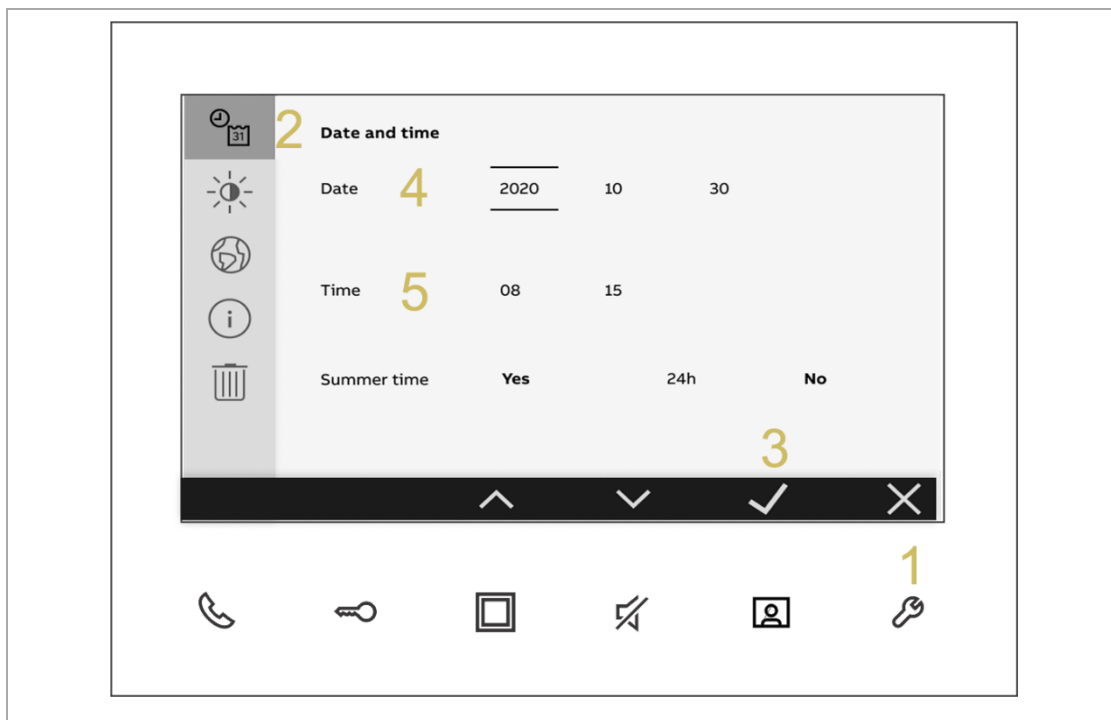 31
2 Date and time
Date 4 2020 10 30
Time 5 08 15
i
Summer time Yes 24h No
3
1